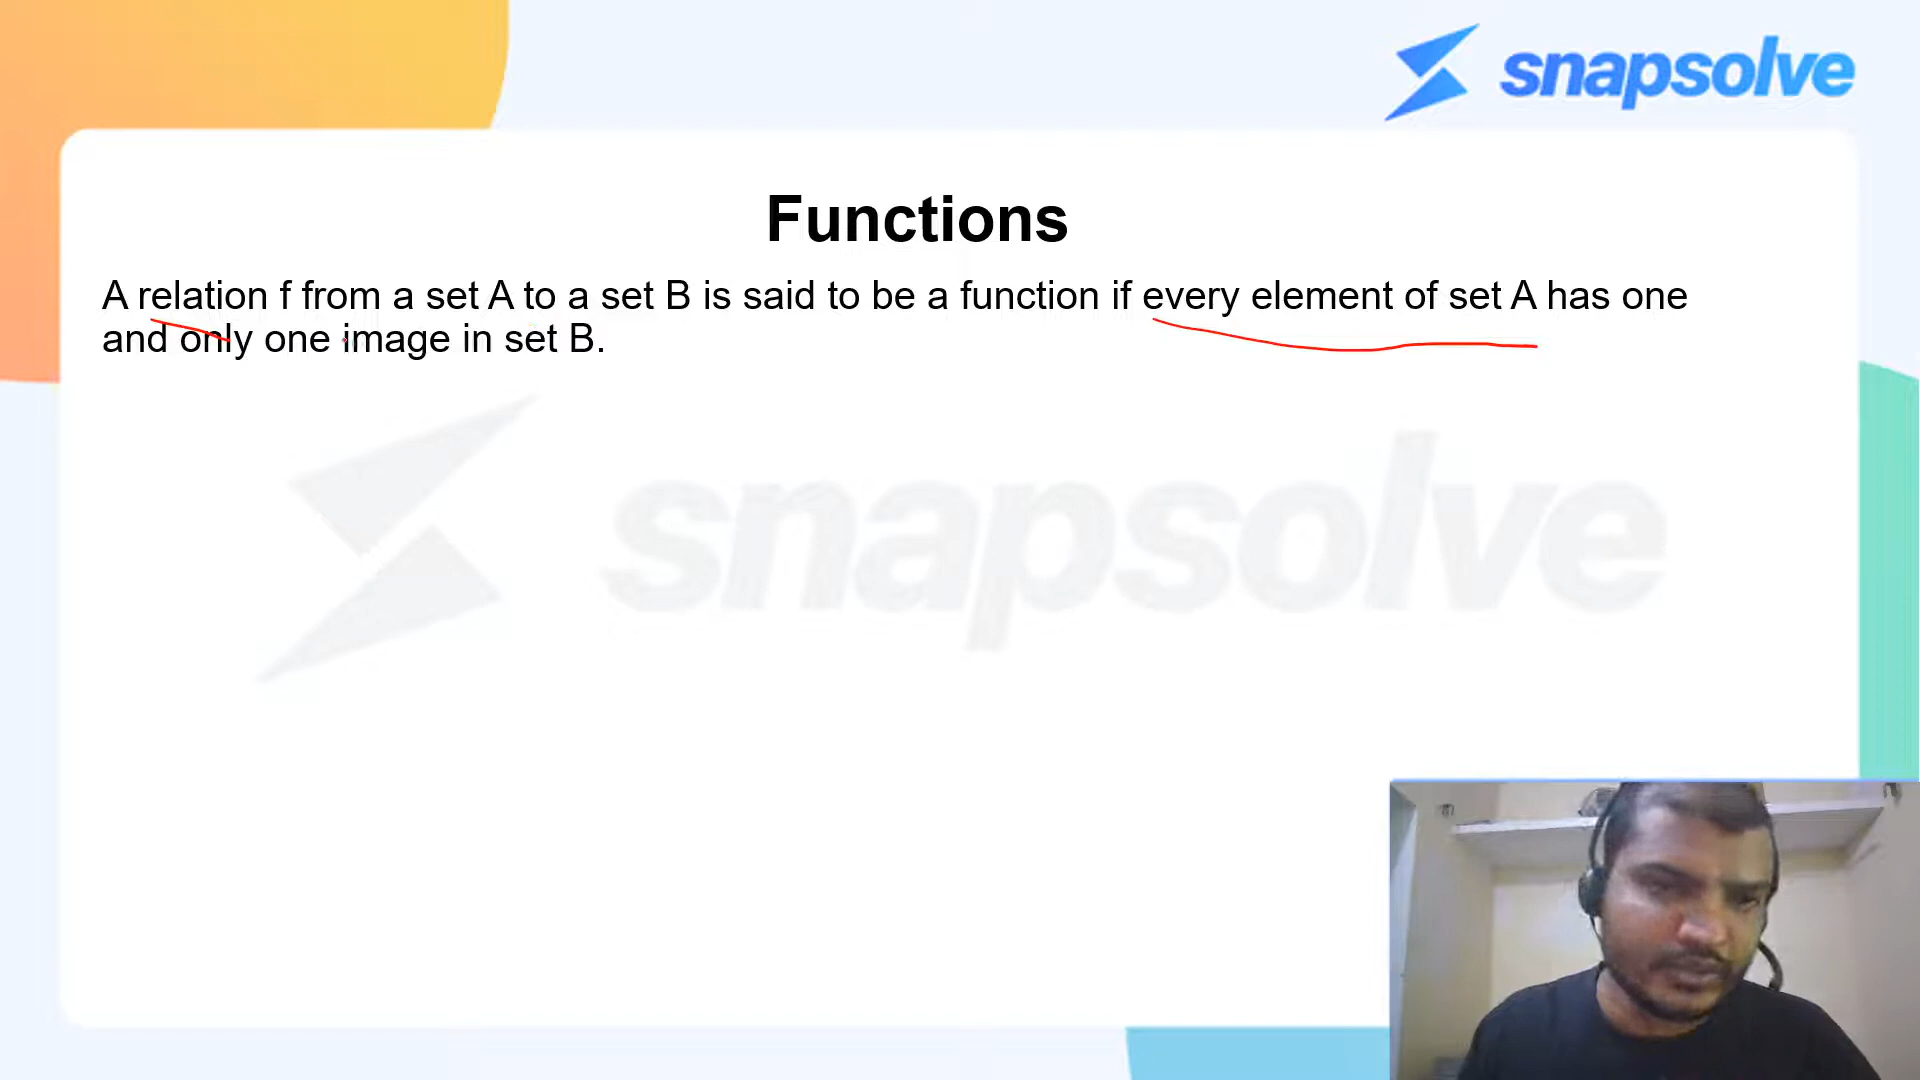 snapsolve
Functions
A relation f from a set A to a set B is said to be a function if every element of set A has one
and only one image in set B.
snapsolve